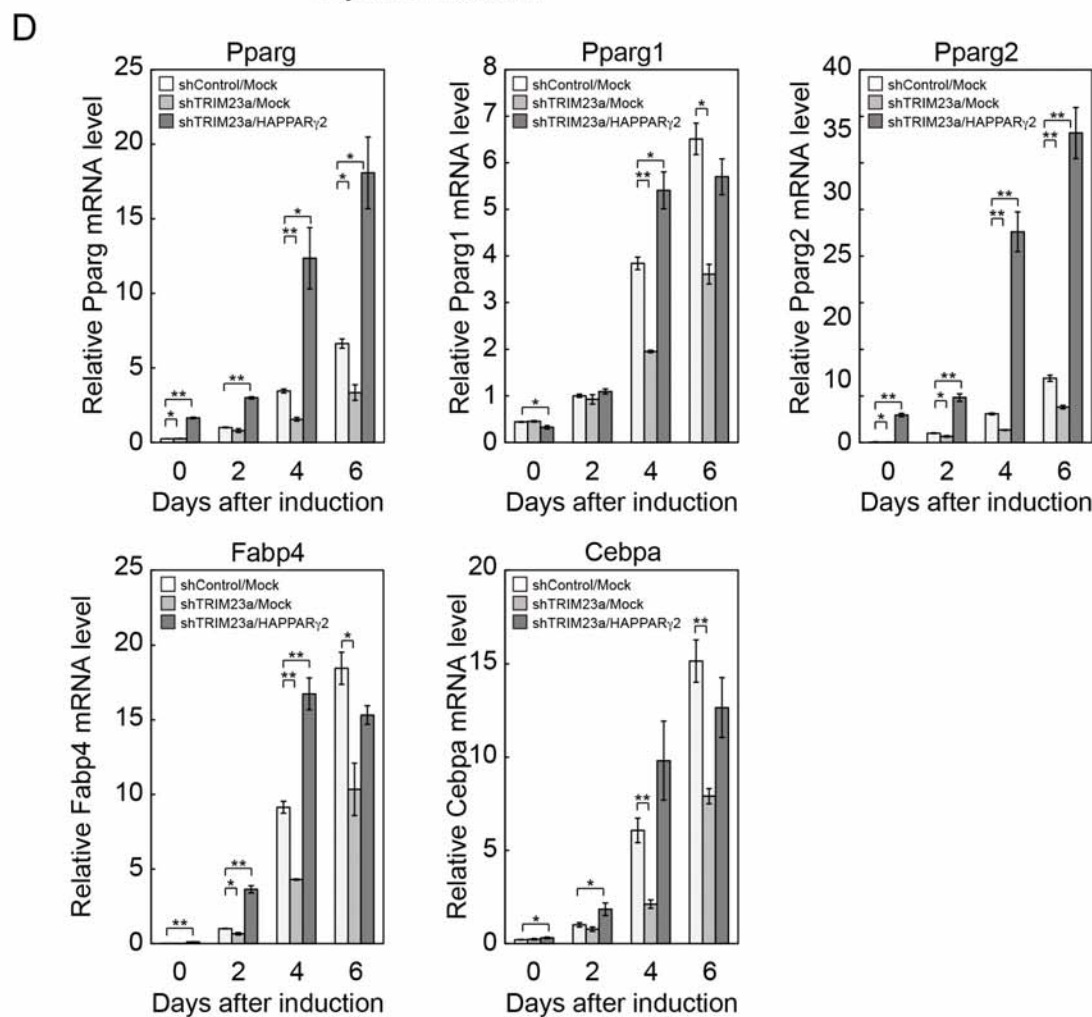 D
Pparg
Relative Pparg mRNA level
25
20
15
10
5
0
shControl/Mock
shTRIM23a/Mock
shTRIM23a/HAPPARγ2
** * ** ** * * *
0 2 4 6
Days after induction
Pparg1
Relative Pparg1 mRNA level
8
7
6
5
4
3
2
1
0
shControl/Mock
shTRIM23a/Mock
shTRIM23a/HAPPARγ2
* * ** *
0 2 4 6
Days after induction
Pparg2
Relative Pparg2 mRNA level
40
30
25
20
10
0
shControl/Mock
shTRIM23a/Mock
shTRIM23a/HAPPARγ2
** * ** * ** ** ** **
0 2 4 6
Days after induction
Fabp4
Relative Fabp4 mRNA level
25
20
15
10
5
0
shControl/Mock
shTRIM23a/Mock
shTRIM23a/HAPPARγ2
** ** * ** ** *
0 2 4 6
Days after induction
Cebpa
Relative Cebpa mRNA level
20
15
10
5
0
shControl/Mock
shTRIM23a/Mock
shTRIM23a/HAPPARγ2
* * ** **
0 2 4 6
Days after induction